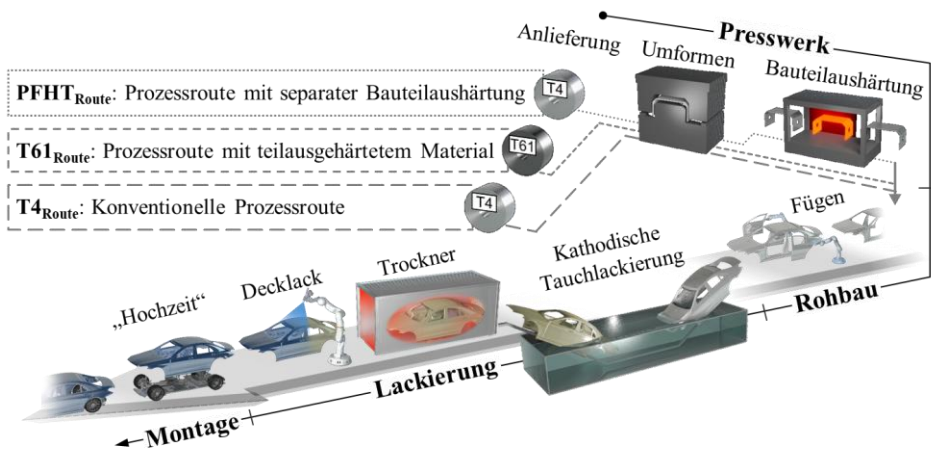 Presswerk
Anlieferung
Umformen
Bauteilaushärtung
PFHTRoute: Prozessroute mit separater Bauteilaushärtung
T4
T61Route: Prozessroute mit teilausgehärtetem Material
T61
T4Route: Konventionelle Prozessroute
T4
Fügen
Kathodische
Tauchlackierung
Trockner
Decklack
„Hochzeit“
Rohbau
Lackierung
Montage